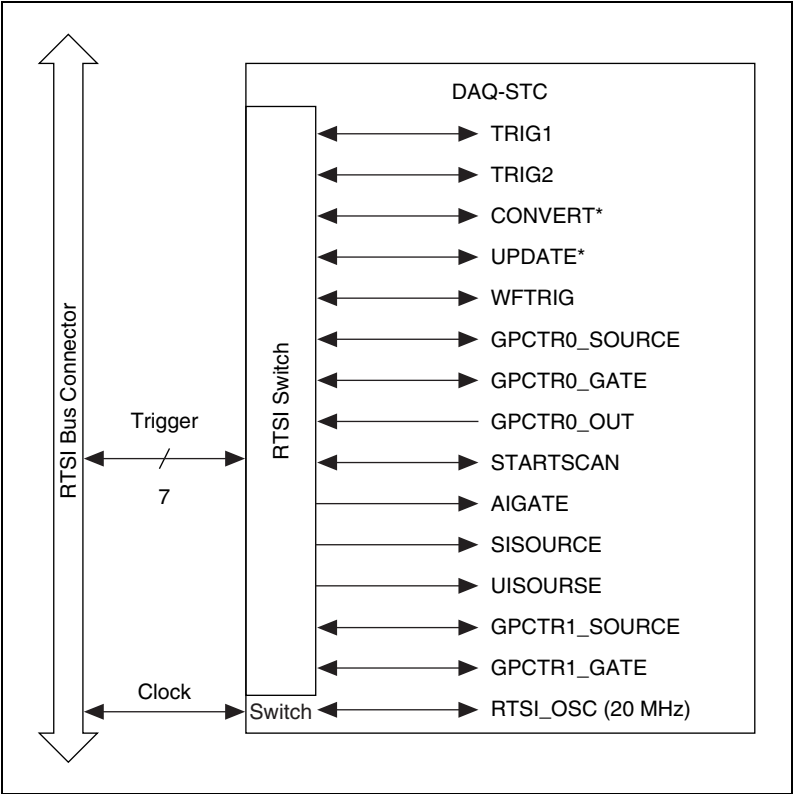 DAQ-STC
TRIG1
TRIG2
CONVERT*
UPDATE*
WFTRIG
GPCTR0_SOURCE
GPCTR0_GATE
GPCTR0_OUT
STARTSCAN
AIGATE
SISOURCE
UISOURSE
GPCTR1_SOURCE
GPCTR1_GATE
RTSI_OSC (20 MHz)
RTSI Bus Connector
Trigger
7
Clock
RTSI Switch
Switch